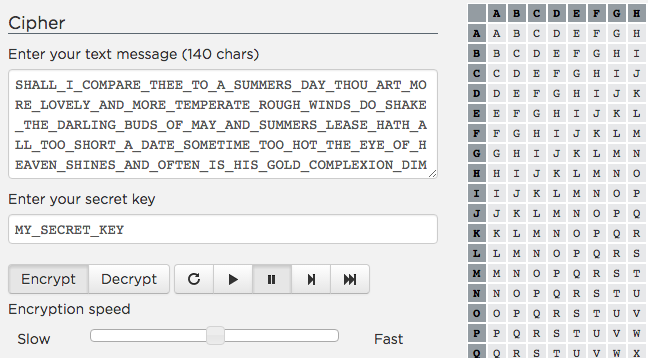 Cipher
Enter your text message (140 chars)
SHALL_I_COMPARE_THEE_TO_A_SUMMERS_DAY_THOU_ART_MO
RE_LOVELY_AND_MORE_TEMPERATE_ROUGH_WINDS_DO_SHAKE
_THE_DARLING_BUDS_OF_MAY_AND_SUMMERS_LEASE_HATH_A
LL_TOO_SHORT_A_DATE_SOMETIME_TOO_HOT_THE_EYE_OF_H
EAVEN_SHINES_AND_OFTEN_IS_HIS_GOLD_COMPLEXION_DIM
Enter your secret key
MY_SECRET_KEY
Encrypt Decrypt
Encryption speed
Slow Fast
A B C D E F G H
A A B C D E F G H
B B C D E F G H I
C C D E F G H I J
D D E F G H I J K
E E F G H I J K L
F F G H I J K L M
G G H I J K L M N
H H I J K L M N O
I I J K L M N O P
J J K L M N O P Q
K K L M N O P Q R
L L M N O P Q R S
M M N O P Q R S T
N N O P Q R S T U
O O P Q R S T U V
P P Q R S T U V W
Q Q R S T U V W X